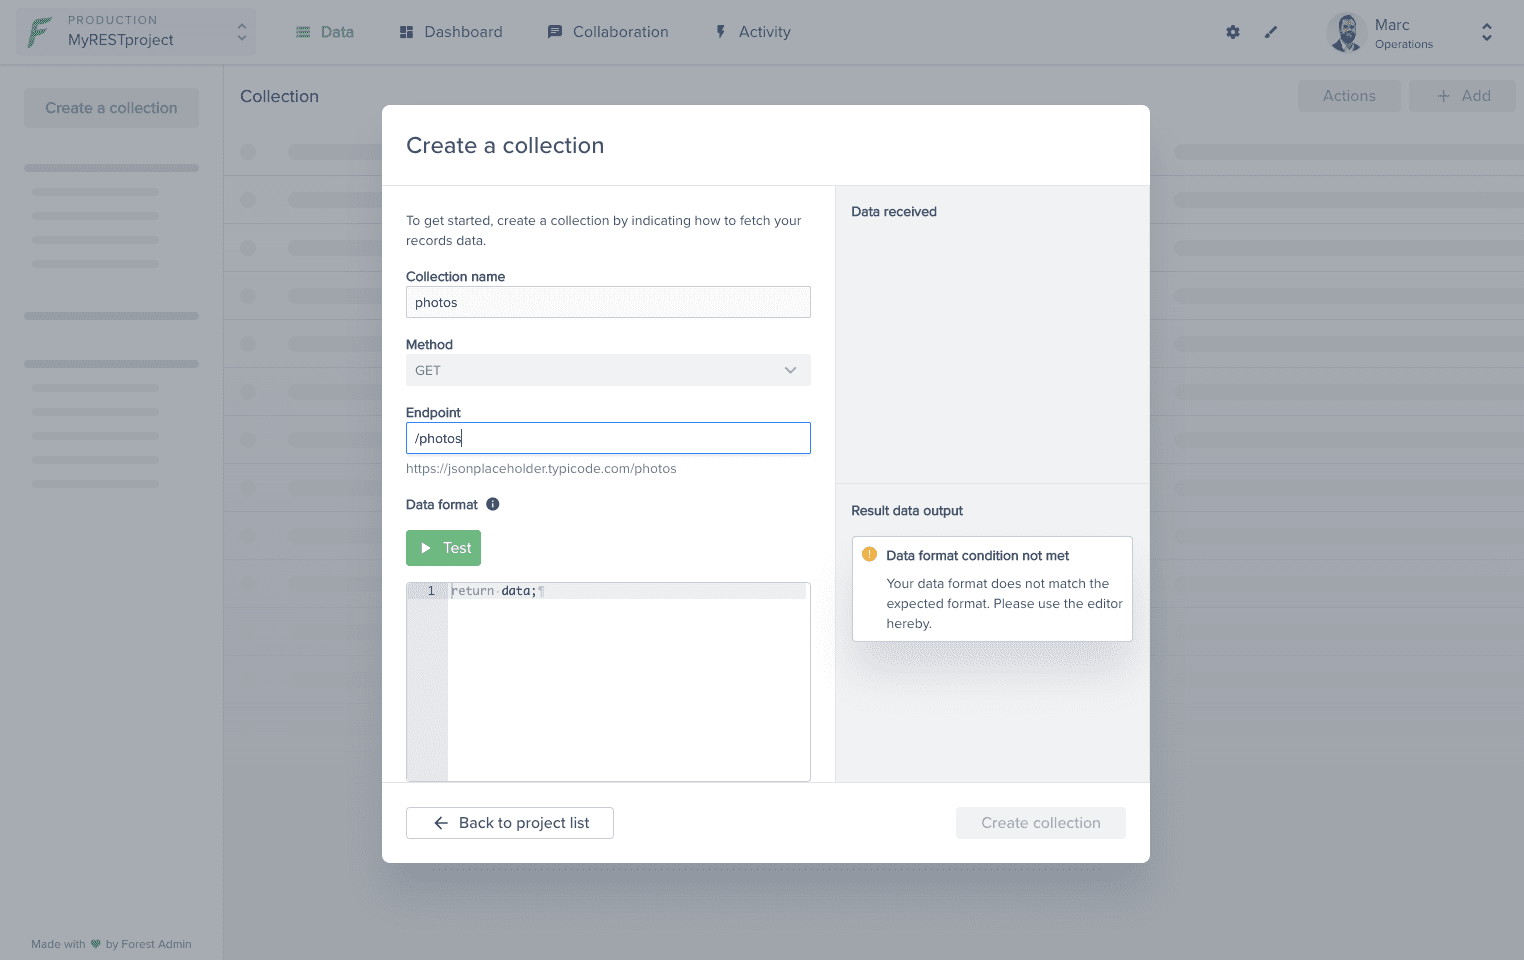 PRODUCTION
MyRESTproject
Data
Dashboard
Collaboration
Activity
Marc
Operations
Create a collection
Collection
Actions
+ Add
Create a collection
To get started, create a collection by indicating how to fetch your
records data.
Collection name
photos
Method
GET
Endpoint
/photos
https://jsonplaceholder.typicode.com/photos
Data format
Test
1 return·data;¶
Data received
Result data output
Data format condition not met
Your data format does not match the
expected format. Please use the editor
hereby.
Back to project list
Create collection
Made with 💚 by Forest Admin